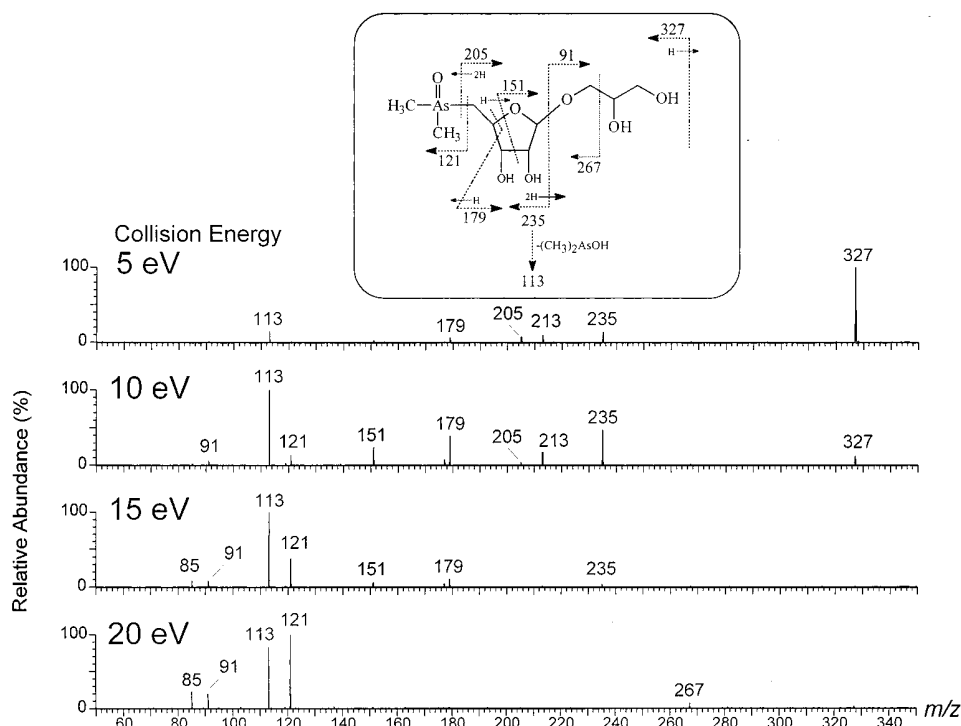 327
H
205
2H
91
O
151
H
H₃C
As
O
O
OH
CH₃
OH
121
267
OH
OH
H
2H
179
235
-(CH₃)₂AsOH
113
Collision Energy
5 eV
100
0
113
179
205
213
235
327
10 eV
100
0
91
113
121
151
179
205
213
235
327
15 eV
100
0
85
91
113
121
151
179
235
20 eV
100
0
85
91
113
121
267
60
80
100
120
140
160
180
200
220
240
260
280
300
320
340
m/z
Relative Abundance (%)